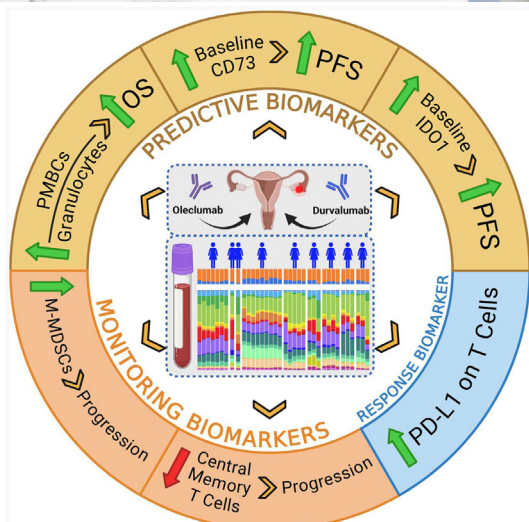 Baseline
CD73
PFS
Baseline
IDO1
PFS
PMBCs
Granulocytes
OS
PREDICTIVE BIOMARKERS
Oleclumab
Durvalumab
MONITORING BIOMARKERS
M-MDSCs
Progression
Central
Memory
T Cells
Progression
RESPONSE BIOMARKER
PD-L1 on T Cells